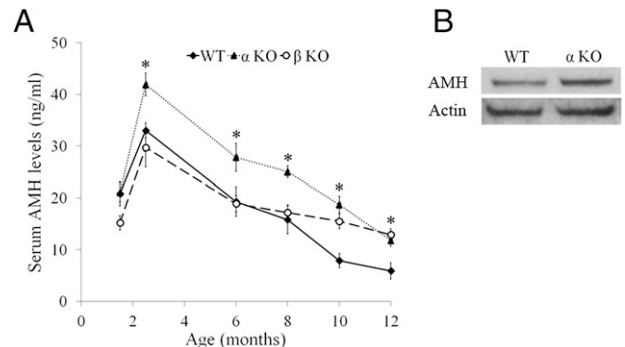 A
B
50
40
30
20
10
0
Serum AMH levels (ng/ml)
WT α KO β KO
*
*
*
*
*
0 2 4 6 8 10 12
Age (months)
WT α KO
AMH
Actin